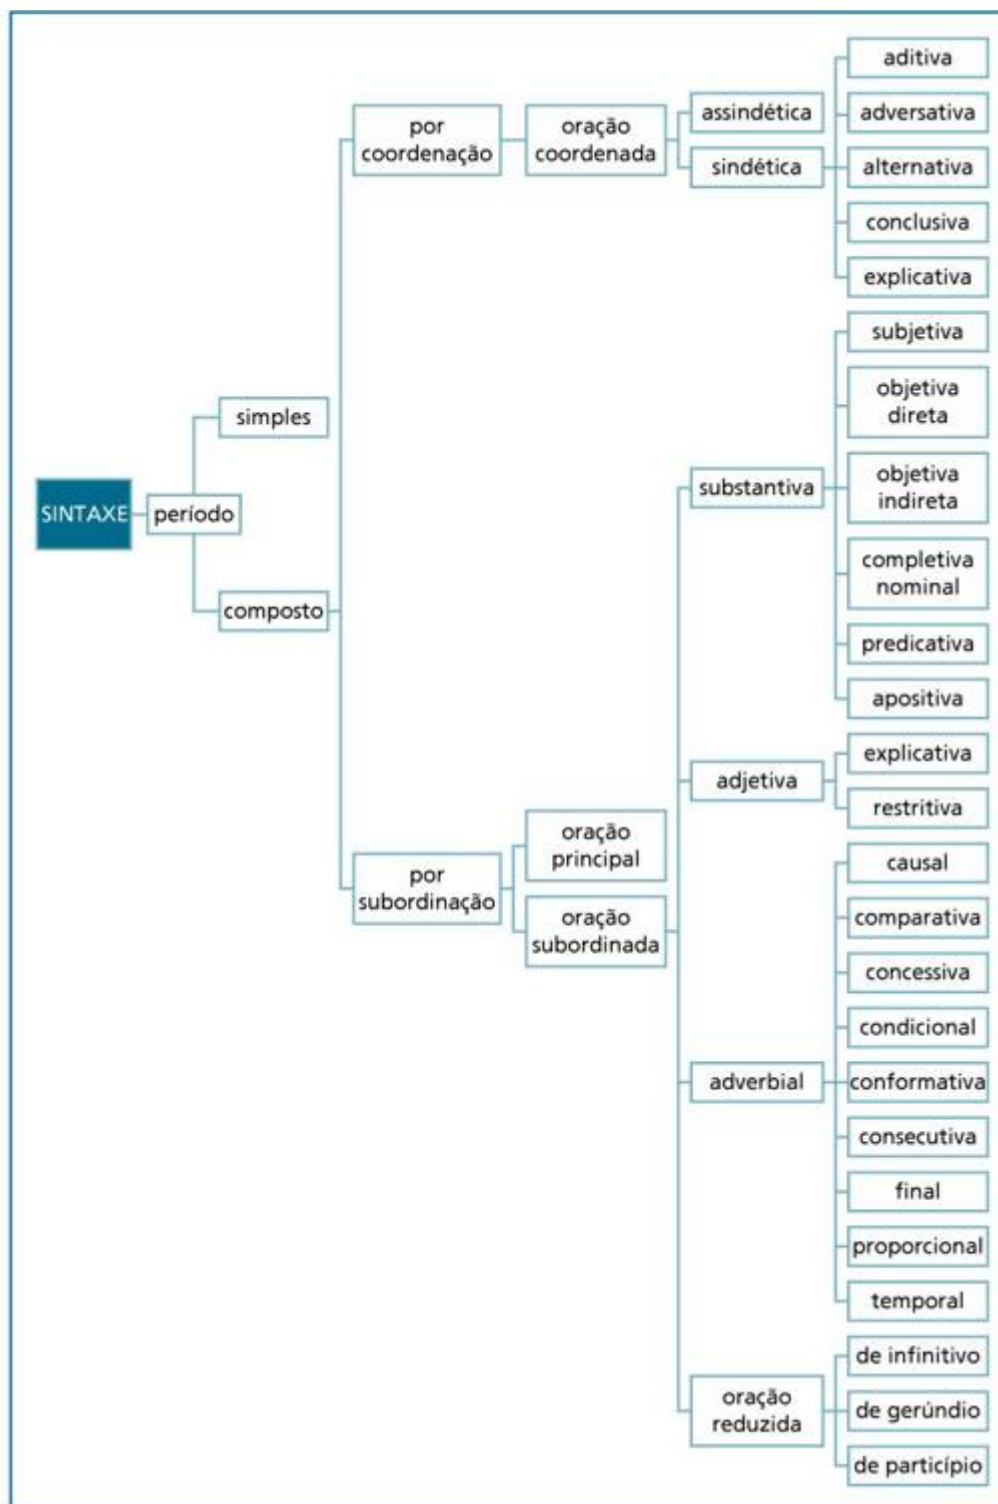 SINTAXE
período
simples
composto
por
coordenação
oração
coordenada
assindética
sindética
aditiva
adversativa
alternativa
conclusiva
explicativa
por
subordinação
oração
principal
oração
subordinada
substantiva
subjetiva
objetiva
direta
objetiva
indireta
completiva
nominal
predicativa
apositiva
adjetiva
explicativa
restritiva
adverbial
causal
comparativa
concessiva
condicional
conformativa
consecutiva
final
proporcional
temporal
oração
reduzida
de infinitivo
de gerúndio
de particípio